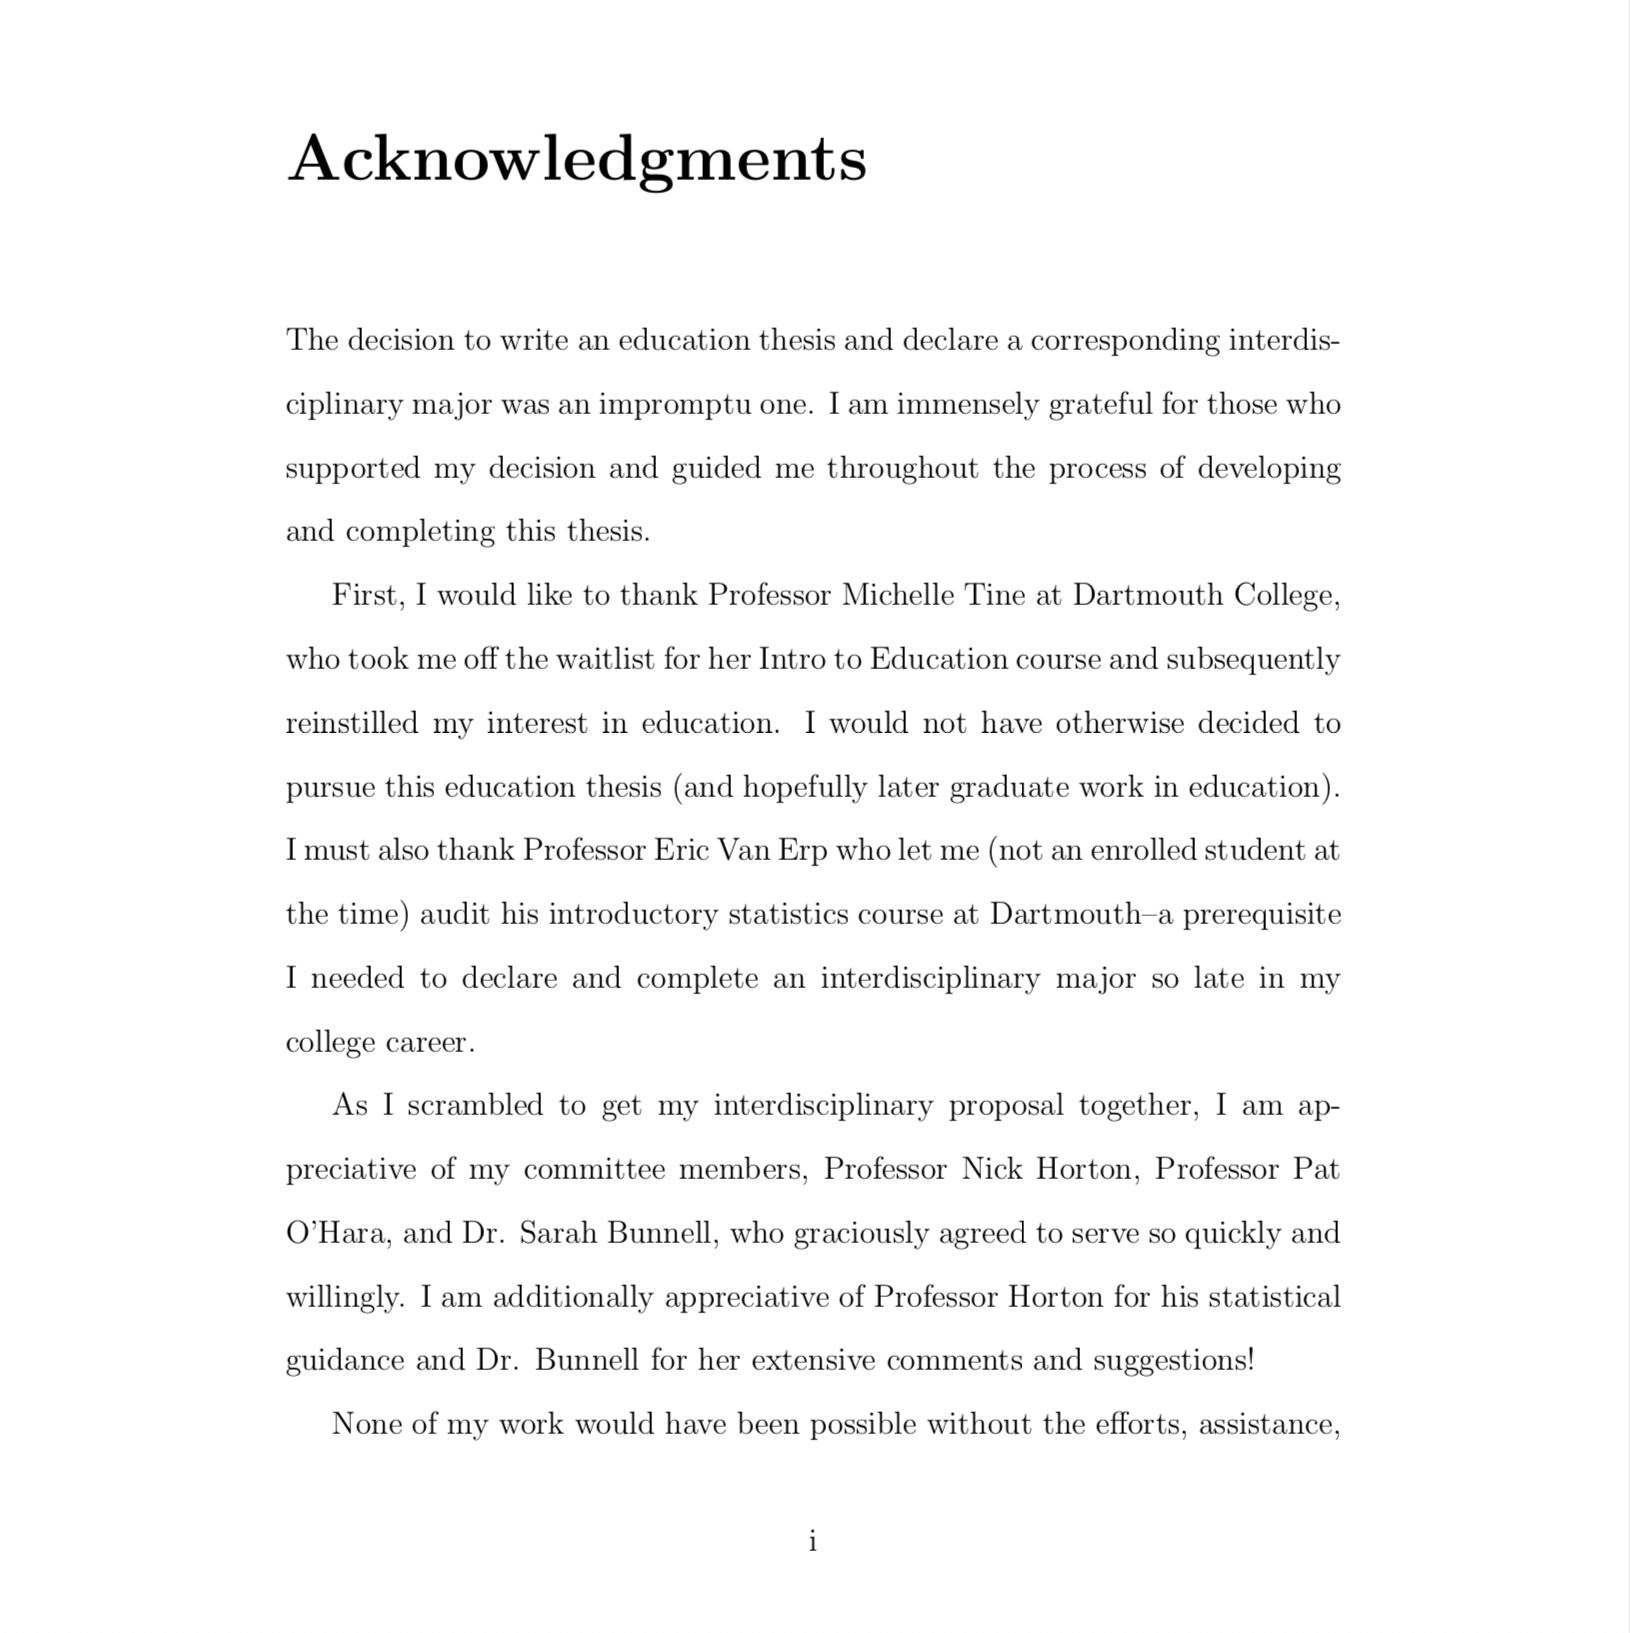 Acknowledgments
The decision to write an education thesis and declare a corresponding interdis-
ciplinary major was an impromptu one. I am immensely grateful for those who
supported my decision and guided me throughout the process of developing
and completing this thesis.
First, I would like to thank Professor Michelle Tine at Dartmouth College,
who took me off the waitlist for her Intro to Education course and subsequently
reinstilled my interest in education. I would not have otherwise decided to
pursue this education thesis (and hopefully later graduate work in education).
I must also thank Professor Eric Van Erp who let me (not an enrolled student at
the time) audit his introductory statistics course at Dartmouth–a prerequisite
I needed to declare and complete an interdisciplinary major so late in my
college career.
As I scrambled to get my interdisciplinary proposal together, I am ap-
preciative of my committee members, Professor Nick Horton, Professor Pat
O’Hara, and Dr. Sarah Bunnell, who graciously agreed to serve so quickly and
willingly. I am additionally appreciative of Professor Horton for his statistical
guidance and Dr. Bunnell for her extensive comments and suggestions!
None of my work would have been possible without the efforts, assistance,
i